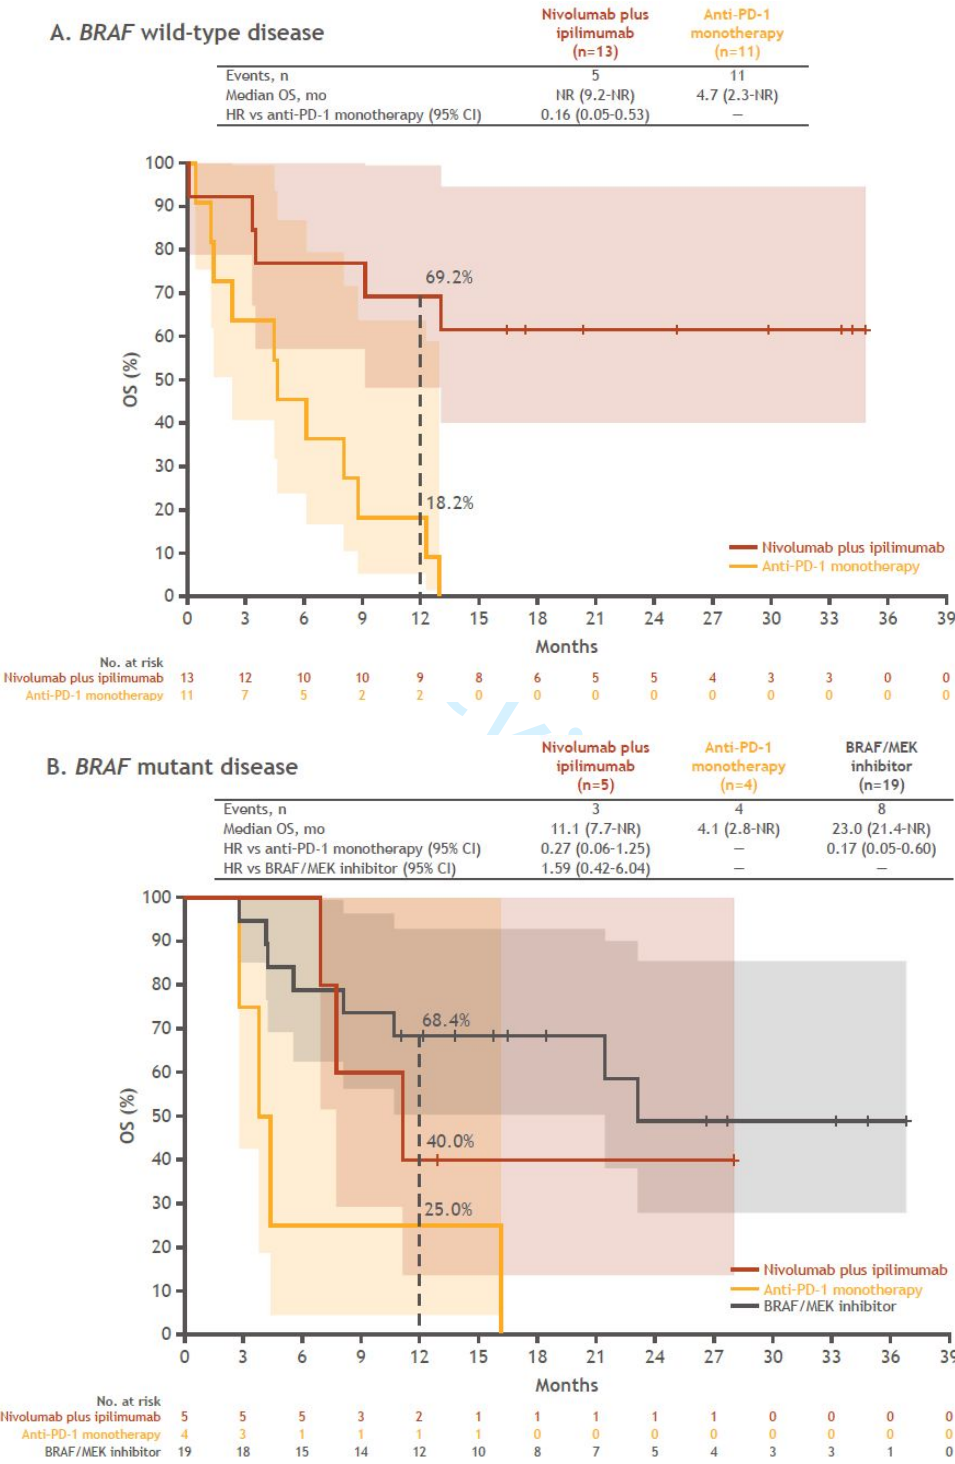 A. BRAF wild-type disease
Nivolumab plus ipilimumab (n=13)
Anti-PD-1 monotherapy (n=11)
Events, n 5 11
Median OS, mo NR (9.2-NR) 4.7 (2.3-NR)
HR vs anti-PD-1 monotherapy (95% CI) 0.16 (0.05-0.53) —
100
90
80
70
60
50
40
30
20
10
0
OS (%)
69.2%
18.2%
Nivolumab plus ipilimumab
Anti-PD-1 monotherapy
0 3 6 9 12 15 18 21 24 27 30 33 36 39
Months
No. at risk
Nivolumab plus ipilimumab 13 12 10 10 9 8 6 5 5 4 3 3 0 0
Anti-PD-1 monotherapy 11 7 5 2 2 0 0 0 0 0 0 0 0 0
B. BRAF mutant disease
Nivolumab plus ipilimumab (n=5)
Anti-PD-1 monotherapy (n=4)
BRAF/MEK inhibitor (n=19)
Events, n 3 4 8
Median OS, mo 11.1 (7.7-NR) 4.1 (2.8-NR) 23.0 (21.4-NR)
HR vs anti-PD-1 monotherapy (95% CI) 0.27 (0.06-1.25) — 0.17 (0.05-0.60)
HR vs BRAF/MEK inhibitor (95% CI) 1.59 (0.42-6.04) — —
100
90
80
70
60
50
40
30
20
10
0
OS (%)
68.4%
40.0%
25.0%
Nivolumab plus ipilimumab
Anti-PD-1 monotherapy
BRAF/MEK inhibitor
0 3 6 9 12 15 18 21 24 27 30 33 36 39
Months
No. at risk
Nivolumab plus ipilimumab 5 5 5 3 2 1 1 1 1 1 0 0 0 0
Anti-PD-1 monotherapy 4 3 1 1 1 1 0 0 0 0 0 0 0 0
BRAF/MEK inhibitor 19 18 15 14 12 10 8 7 5 4 3 3 1 0